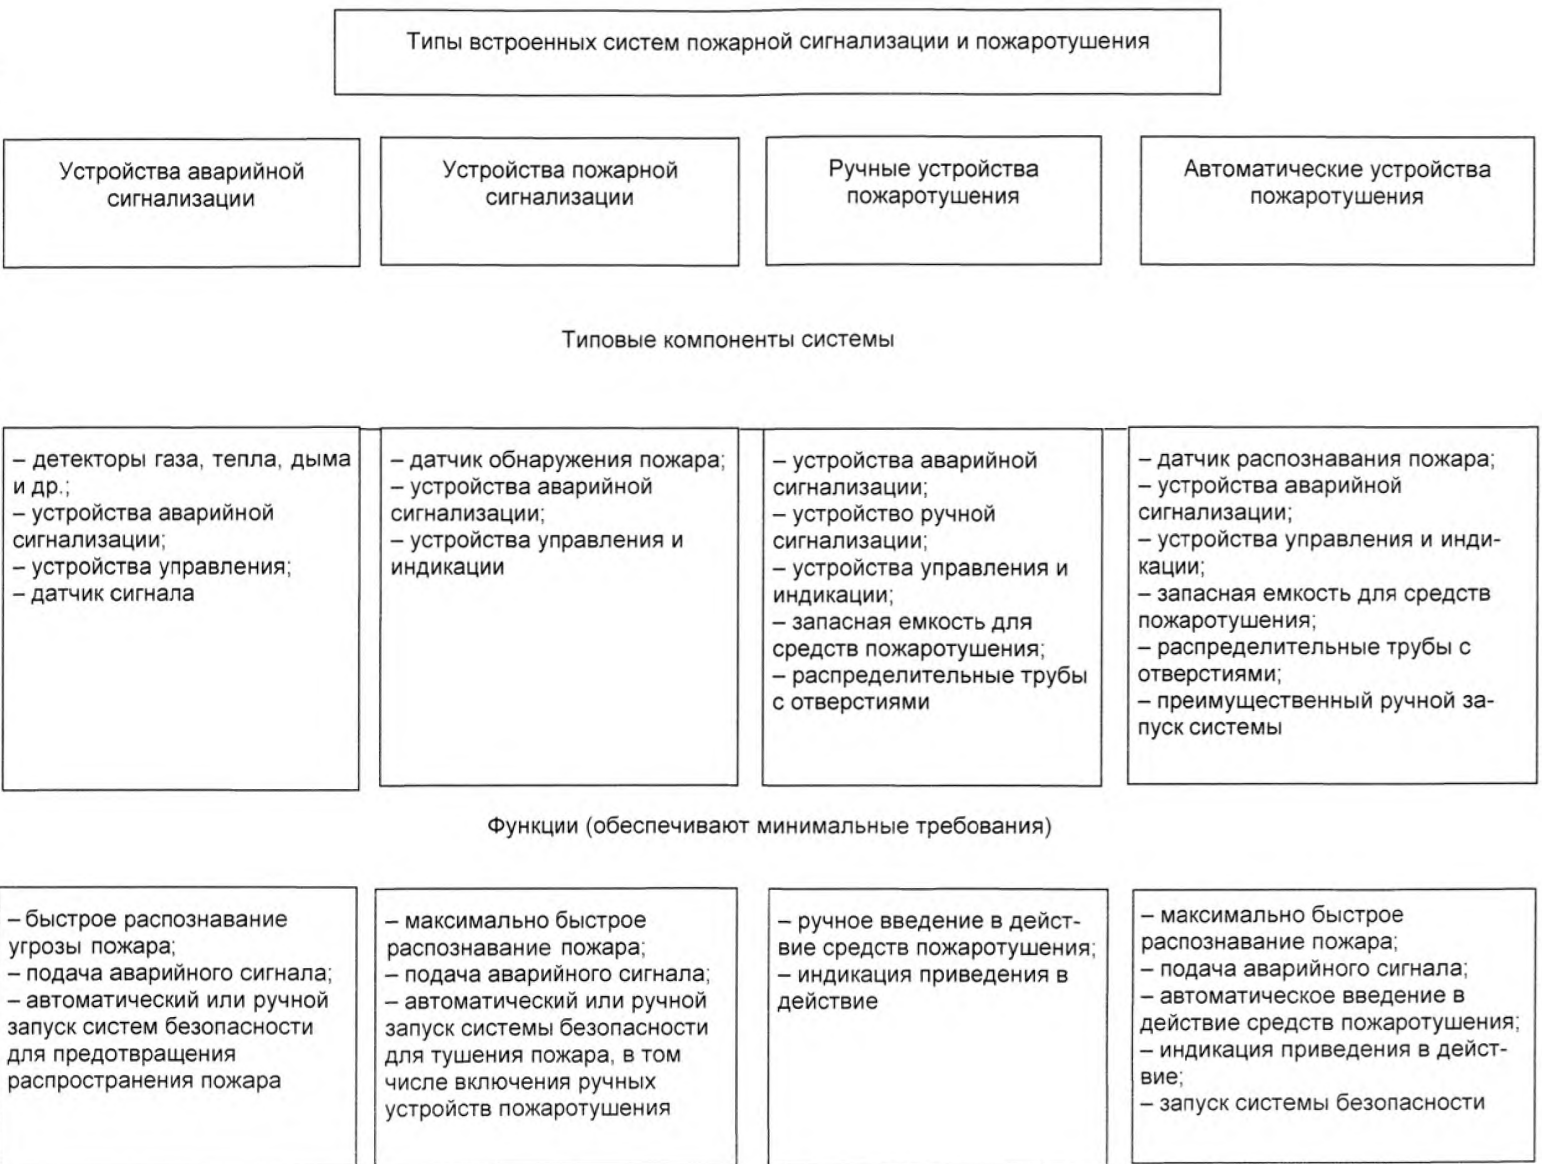 Типы встроенных систем пожарной сигнализации и пожаротушения
Устройства аварийной
сигнализации
Устройства пожарной
сигнализации
Ручные устройства
пожаротушения
Автоматические устройства
пожаротушения
Типовые компоненты системы
– детекторы газа, тепла, дыма
и др.;
– устройства аварийной
сигнализации;
– устройства управления;
– датчик сигнала
– датчик обнаружения пожара;
– устройства аварийной
сигнализации;
– устройства управления и
индикации
– устройства аварийной
сигнализации;
– устройство ручной
сигнализации;
– устройства управления и
индикации;
– запасная емкость для
средств пожаротушения;
– распределительные трубы
с отверстиями
– датчик распознавания пожара;
– устройства аварийной
сигнализации;
– устройства управления и инди-
кации;
– запасная емкость для средств
пожаротушения;
– распределительные трубы с
отверстиями;
– преимущественный ручной за-
пуск системы
Функции (обеспечивают минимальные требования)
– быстрое распознавание
угрозы пожара;
– подача аварийного сигнала;
– автоматический или ручной
запуск систем безопасности
для предотвращения
распространения пожара
– максимально быстрое
распознавание пожара;
– подача аварийного сигнала;
– автоматический или ручной
запуск системы безопасности
для тушения пожара, в том
числе включения ручных
устройств пожаротушения
– ручное введение в дейст-
вие средств пожаротушения;
– индикация приведения в
действие
– максимально быстрое
распознавание пожара;
– подача аварийного сигнала;
– автоматическое введение в
действие средств пожаротушения;
– индикация приведения в дейст-
вие;
– запуск системы безопасности